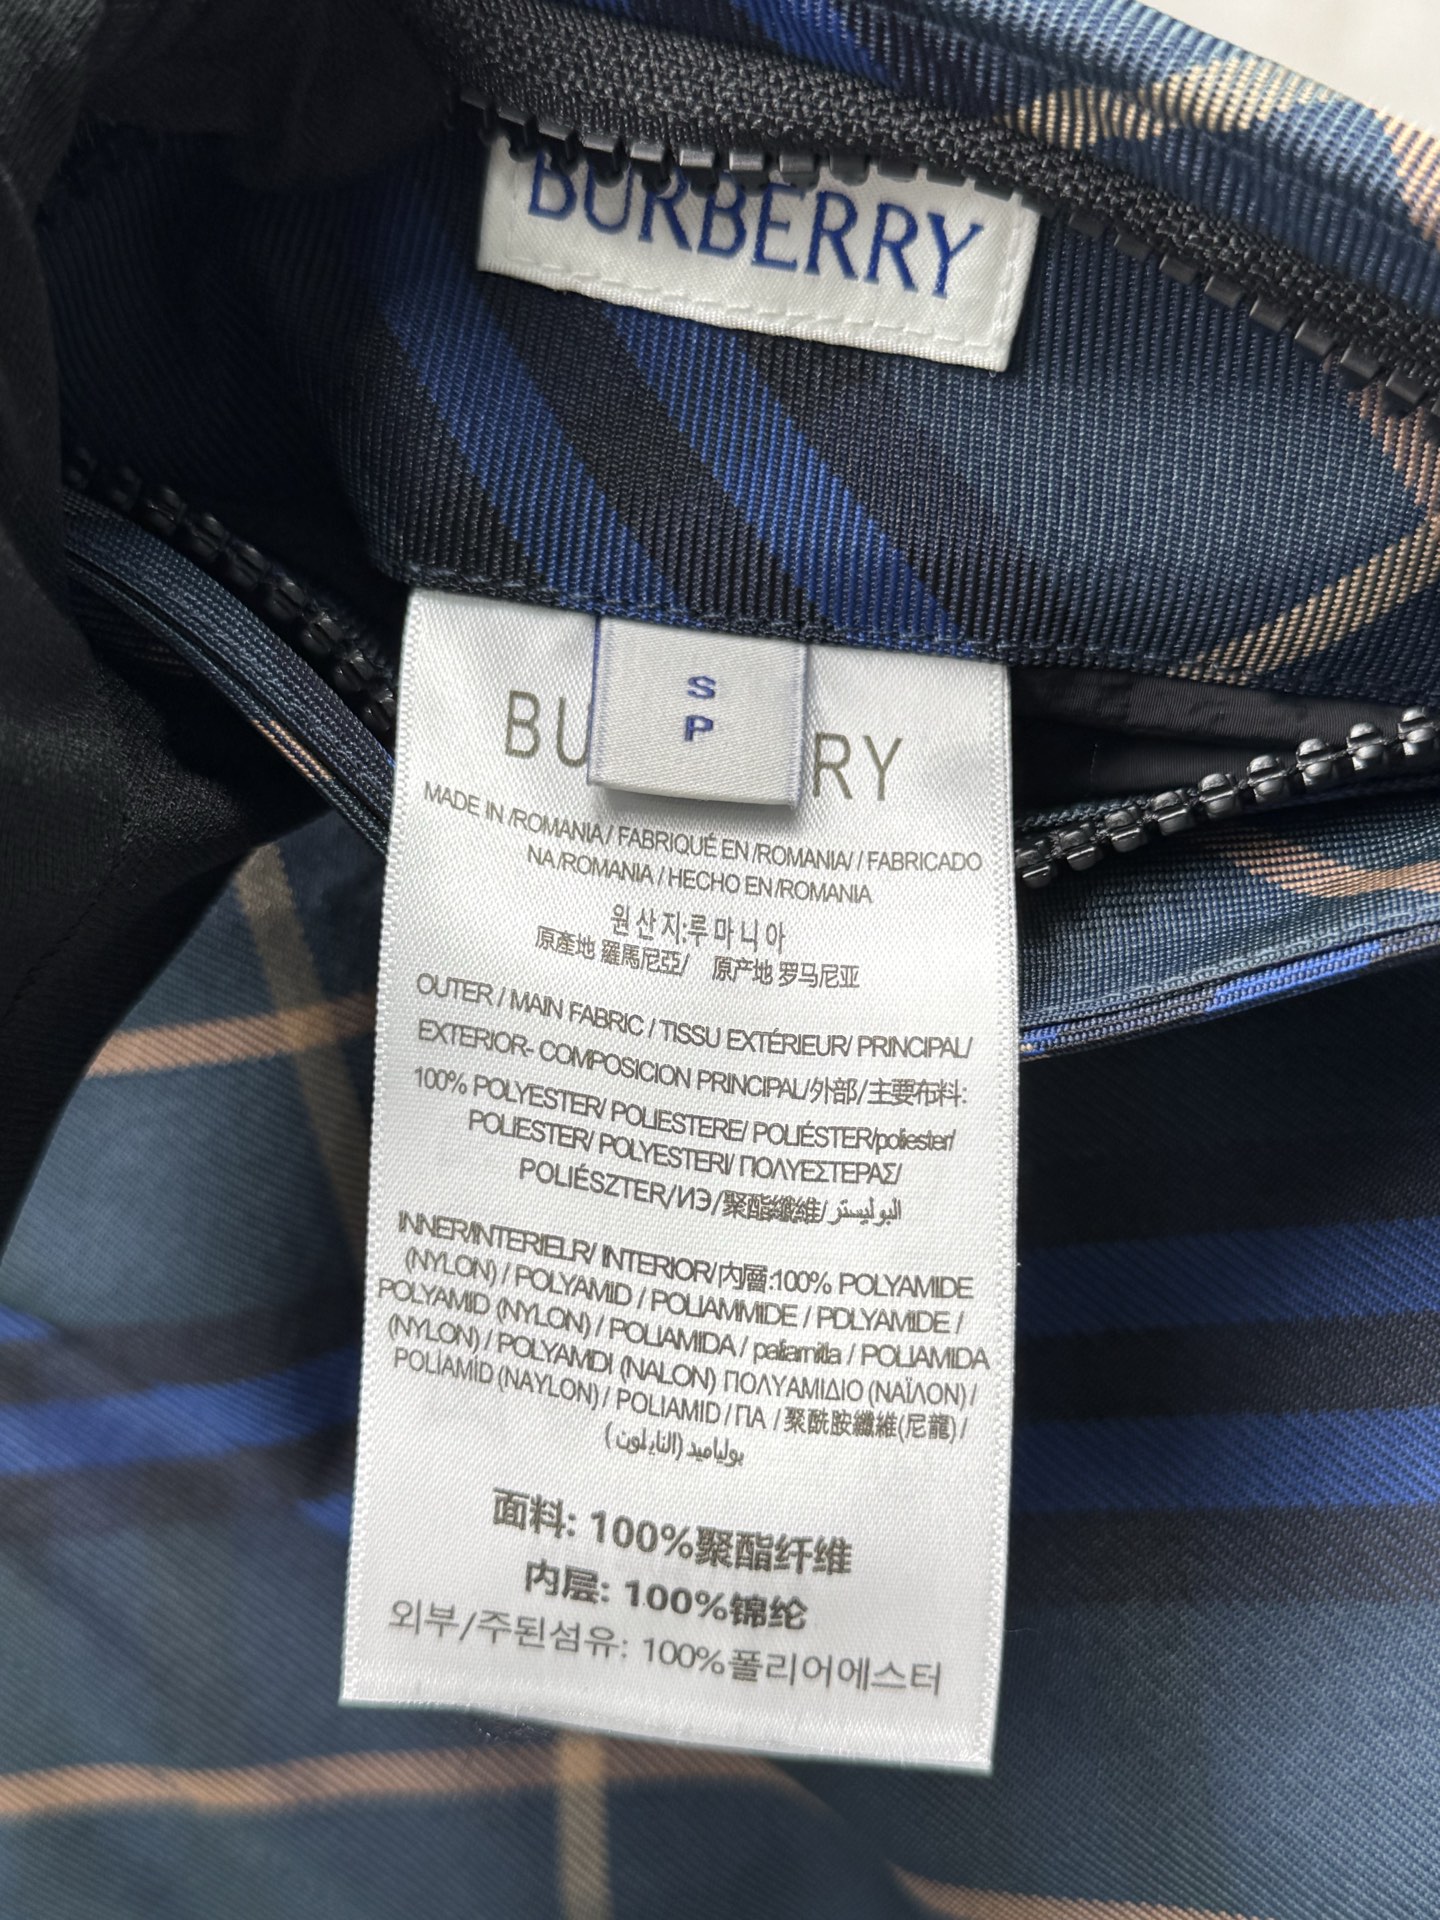 BURBERRY
S
P
BU RY
MADE IN /ROMANIA / FABRIQUÉ EN /ROMANIA/ / FABRICADO
NA /ROMANIA / HECHO EN /ROMANIA
원산지:루마니아
原產地 羅馬尼亞/ 原产地 罗马尼亚
OUTER / MAIN FABRIC / TISSU EXTÉRIEUR/ PRINCIPAL/
EXTERIOR- COMPOSICION PRINCIPAL/外部/主要布料:
100% POLYESTER/ POLIESTERE/ POLIÉSTER/poliester/
POLIESTER/ POLYESTERI/ ΠΟΛΥΕΣΤΕΡΑΣ/
POLIÉSZTER/ИЭ/聚酯纖維/البوليستر
INNER/INTERIELR/ INTERIOR/内層:100% POLYAMIDE
(NYLON) / POLYAMID / POLIAMMIDE / PDLYAMIDE /
POLYAMID (NYLON) / POLIAMIDA / paliamitla / POLIAMIDA
(NYLON) / POLYAMDI (NALON) ΠΟΛΥΑΜΙΔΙΟ (ΝΑΪΛΟΝ) /
POLİAMİD (NAYLON) / POLIAMID / ПА / 聚酰胺纖維(尼龍) /
بولياميد (النايلون)
面料: 100%聚酯纤维
内层: 100%锦纶
외부/주된섬유: 100%폴리어에스터